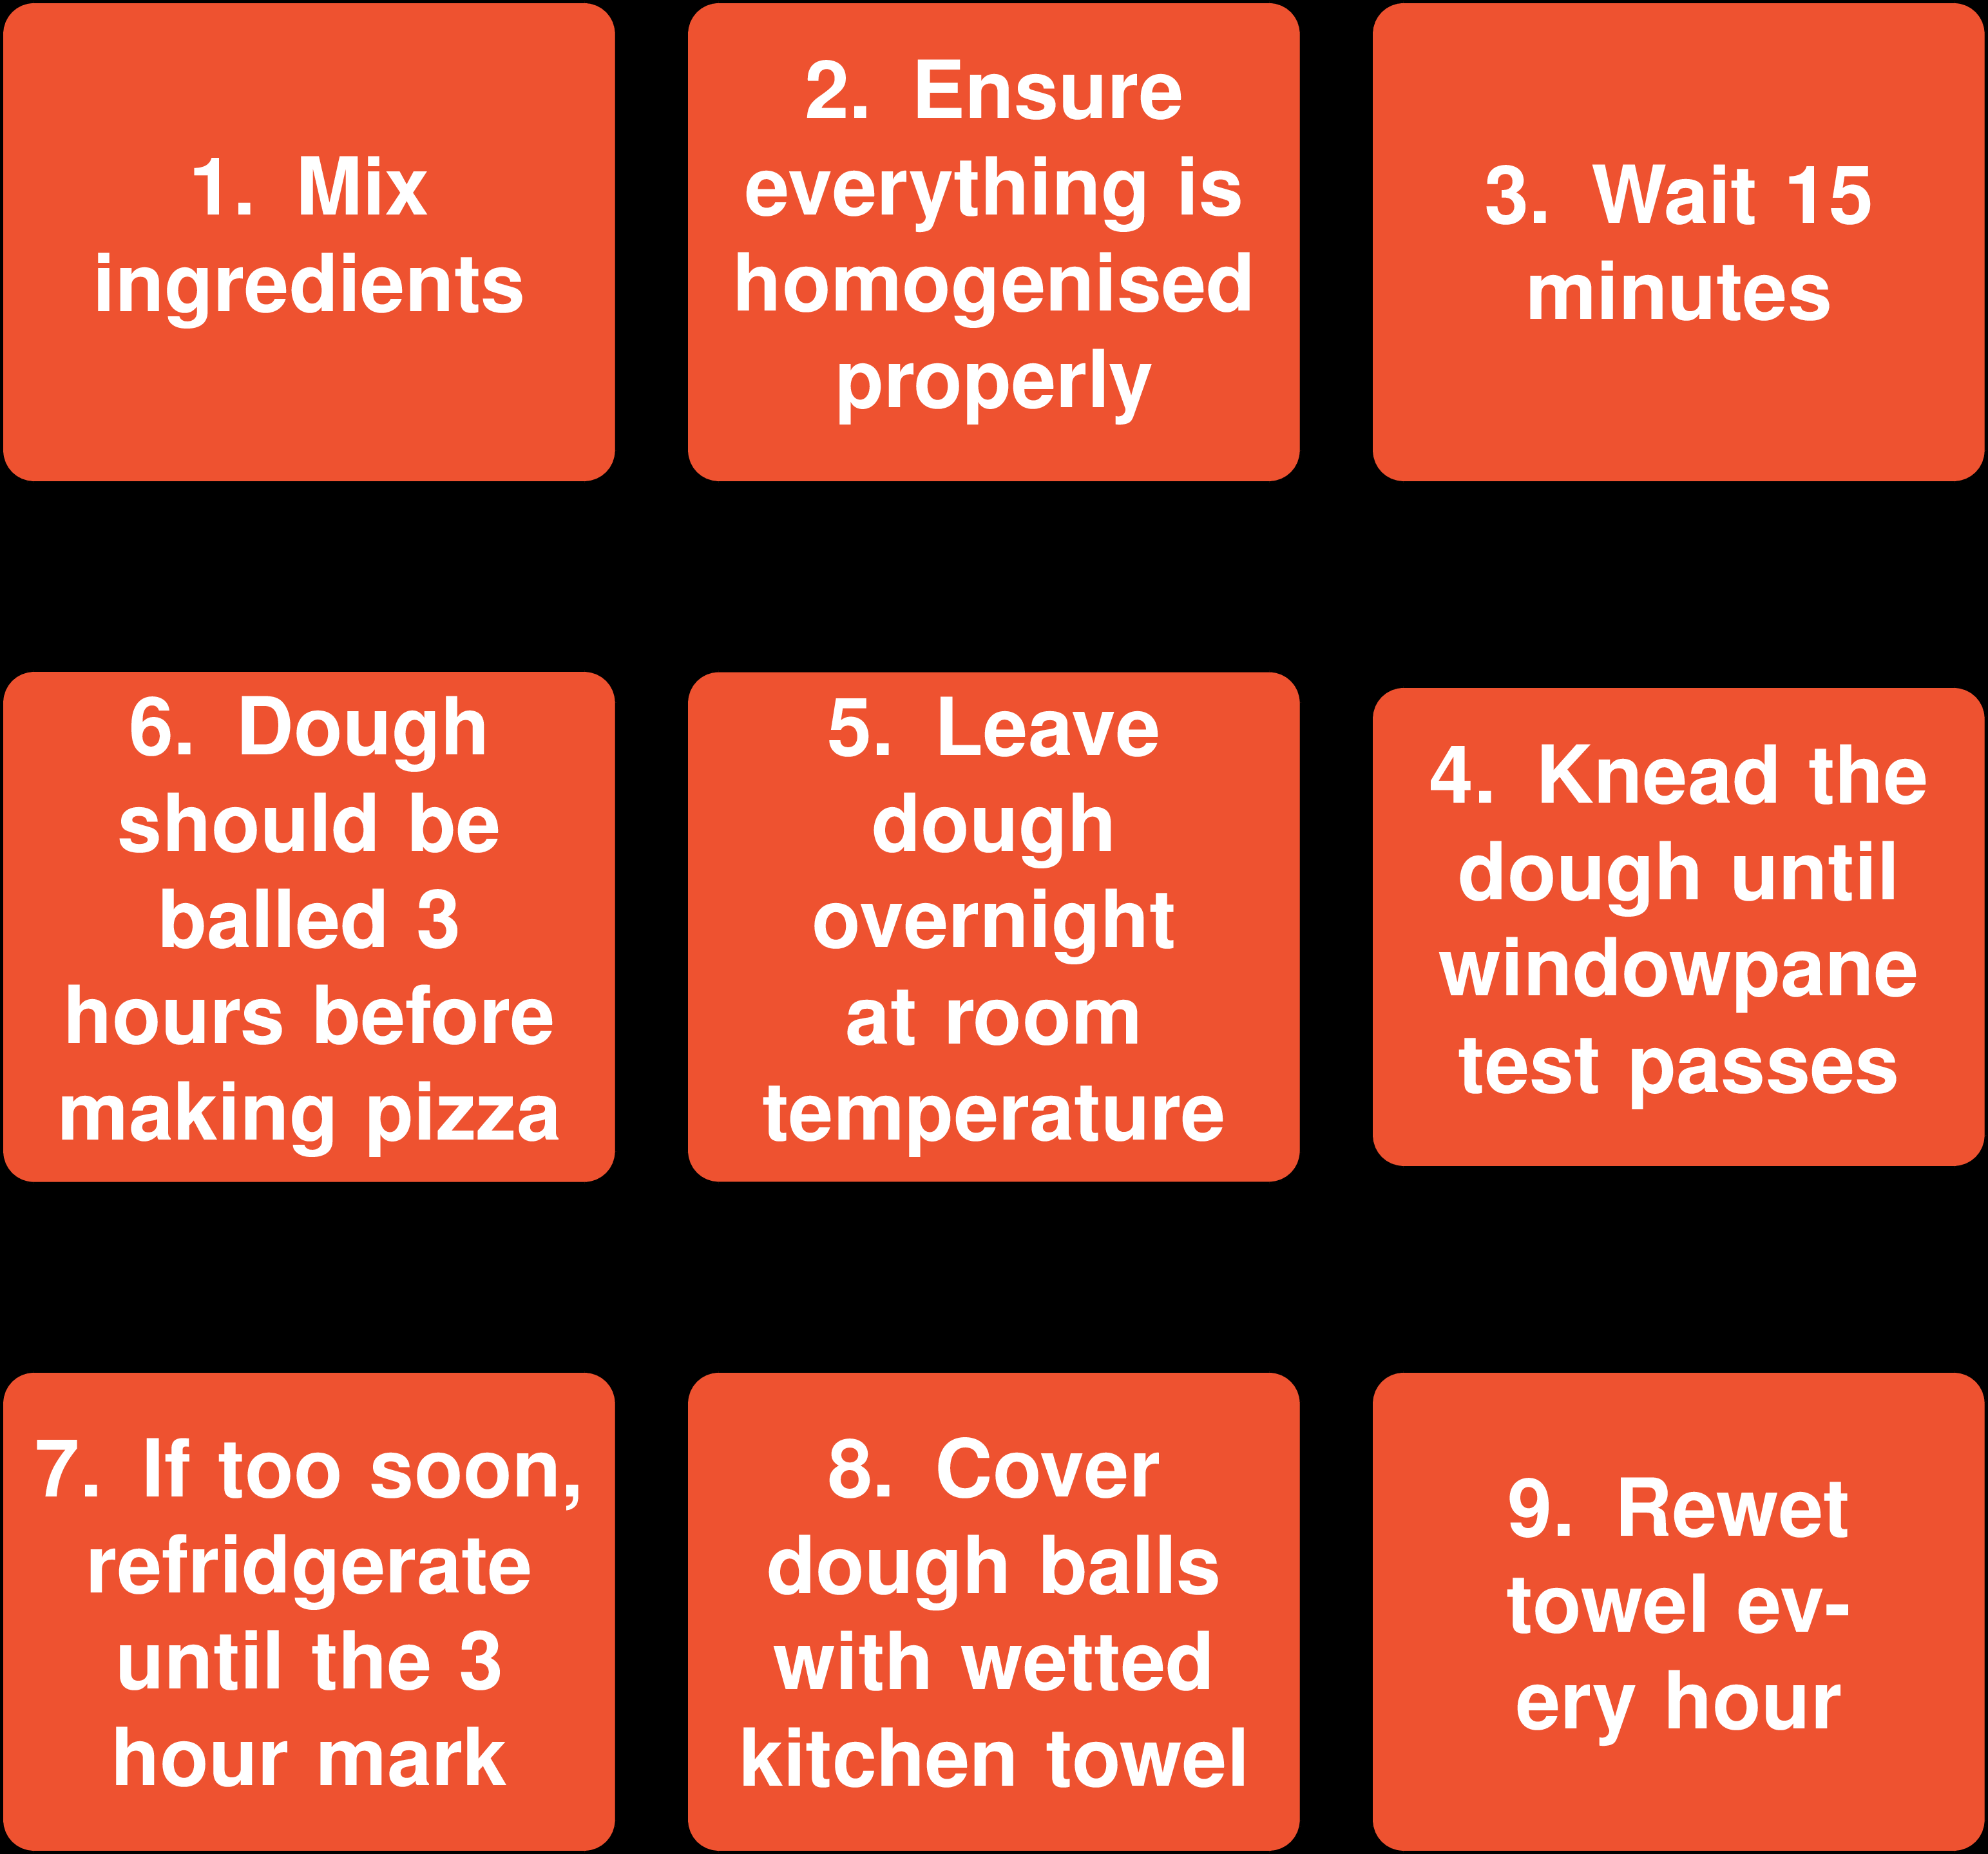 1. Mix
ingredients
2. Ensure
everything is
homogenised
properly
3. Wait 15
minutes
4. Knead the
dough until
windowpane
test passes
5. Leave
dough
overnight
at room
temperature
6. Dough
should be
balled 3
hours before
making pizza
7. If too soon,
refridgerate
until the 3
hour mark
8. Cover
dough balls
with wetted
kitchen towel
9. Rewet
towel ev-
ery hour